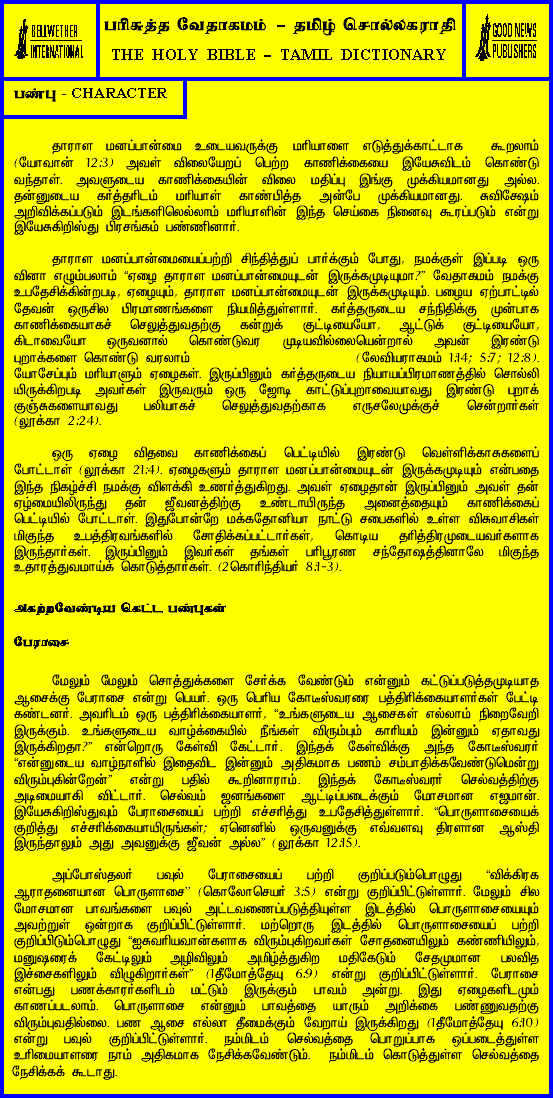 BELLWETHER
INTERNATIONAL
பரிசுத்த வேதாகமம் – தமிழ் சொல்லகராதி
THE HOLY BIBLE – TAMIL DICTIONARY
GOOD NEWS
PUBLISHERS
பண்பு - CHARACTER
தாராள மனப்பான்மை உடையவருக்கு மரியாளை எடுத்துக்காட்டாக கூறலாம்
(யோவான் 12:3) அவள் விலையேறப் பெற்ற காணிக்கையை இயேசுவிடம் கொண்டு
வந்தாள். அவளுடைய காணிக்கையின் விலை மதிப்பு இங்கு முக்கியமானது அல்ல.
தன்னுடைய கர்த்தரிடம் மரியாள் காண்பித்த அன்பே முக்கியமானது. சுவிசேஷம்
அறிவிக்கப்படும் இடங்களிலெல்லாம் மரியாளின் இந்த செய்கை நினைவு கூரப்படும் என்று
இயேசுகிறிஸ்து பிரசங்கம் பண்ணினார்.
தாராள மனப்பான்மையைப்பற்றி சிந்தித்துப் பார்க்கும் போது, நமக்குள் இப்படி ஒரு
வினா எழும்பலாம் "ஏழை தாராள மனப்பான்மையுடன் இருக்கமுடியுமா?" வேதாகமம் நமக்கு
உபதேசிக்கின்றபடி, ஏழையும், தாராள மனப்பான்மையுடன் இருக்கமுடியும். பழைய ஏற்பாட்டில்
தேவன் ஒருசில பிரமாணங்களை நியமித்துள்ளார். கர்த்தருடைய சந்நிதிக்கு முன்பாக
காணிக்கையாகச் செலுத்துவதற்கு கன்றுக் குட்டியையோ, ஆட்டுக் குட்டியையோ,
கிடாவையோ ஒருவனால் கொண்டுவர முடியவில்லையென்றால் அவன் இரண்டு
புறாக்களை கொண்டு வரலாம் (லேவியராகமம் 1:14; 5:7; 12:8).
யோசேப்பும் மரியாளும் ஏழைகள். இருப்பினும் கர்த்தருடைய நியாயப்பிரமாணத்தில் சொல்லி
யிருக்கிறபடி அவர்கள் இருவரும் ஒரு ஜோடி காட்டுப்புறாவையாவது இரண்டு புறாக்
குஞ்சுகளையாவது பலியாகச் செலுத்துவதற்காக எருசலேமுக்குச் சென்றார்கள்
(லூக்கா 2:24).
ஒரு ஏழை விதவை காணிக்கைப் பெட்டியில் இரண்டு வெள்ளிக்காசுகளைப்
போட்டாள் (லூக்கா 21:4). ஏழைகளும் தாராள மனப்பான்மையுடன் இருக்கமுடியும் என்பதை
இந்த நிகழ்ச்சி நமக்கு விளக்கி உணர்த்துகிறது. அவள் ஏழைதான் இருப்பினும் அவள் தன்
ஏழ்மையிலிருந்து தன் ஜீவனத்திற்கு உண்டாயிருந்த அனைத்தையும் காணிக்கைப்
பெட்டியில் போட்டாள். இதுபோன்றே மக்கதோனியா நாட்டு சபைகளில் உள்ள விசுவாசிகள்
மிகுந்த உபத்திரவங்களில் சோதிக்கப்பட்டார்கள், கொடிய தரித்திரமுடையவர்களாக
இருந்தார்கள். இருப்பினும் இவர்கள் தங்கள் பரிபூரண சந்தோஷத்தினாலே மிகுந்த
உதாரத்துவமாய்க் கொடுத்தார்கள். (2கொரிந்தியர் 8:1-3).
அகற்றவேண்டிய கெட்ட பண்புகள்
பேராசை
மேலும் மேலும் சொத்துக்களை சேர்க்க வேண்டும் என்னும் கட்டுப்படுத்தமுடியாத
ஆசைக்கு பேராசை என்று பெயர். ஒரு பெரிய கோடீஸ்வரரை பத்திரிக்கையாளர்கள் பேட்டி
கண்டனர். அவரிடம் ஒரு பத்திரிக்கையாளர், "உங்களுடைய ஆசைகள் எல்லாம் நிறைவேறி
இருக்கும். உங்களுடைய வாழ்க்கையில் நீங்கள் விரும்பும் காரியம் இன்னும் ஏதாவது
இருக்கிறதா?" என்றொரு கேள்வி கேட்டார். இந்தக் கேள்விக்கு அந்த கோடீஸ்வரர்
"என்னுடைய வாழ்நாளில் இதைவிட இன்னும் அதிகமாக பணம் சம்பாதிக்கவேண்டுமென்று
விரும்புகின்றேன்" என்று பதில் கூறினாராம். இந்தக் கோடீஸ்வரர் செல்வத்திற்கு
அடிமையாகி விட்டார். செல்வம் ஜனங்களை ஆட்டிப்படைக்கும் மோசமான எஜமான்.
இயேசுகிறிஸ்துவும் பேராசையைப் பற்றி எச்சரித்து உபதேசித்துள்ளார். "பொருளாசையைக்
குறித்து எச்சரிக்கையாயிருங்கள்; ஏனெனில் ஒருவனுக்கு எவ்வளவு திரளான ஆஸ்தி
இருந்தாலும் அது அவனுக்கு ஜீவன் அல்ல" (லூக்கா 12:15).
அப்போஸ்தலர் பவுல் பேராசையைப் பற்றி குறிப்படும்பொழுது "விக்கிரக
ஆராதனையான பொருளாசை" (கொலோசெயர் 3:5) என்று குறிப்பிட்டுள்ளார். மேலும் சில
மோசமான பாவங்களை பவுல் அட்டவணைப்படுத்தியுள்ள இடத்தில் பொருளாசையையும்
அவற்றுள் ஒன்றாக குறிப்பிட்டுள்ளார். மற்றொரு இடத்தில் பொருளாசையைப் பற்றி
குறிப்பிடும்பொழுது "ஐசுவரியவான்களாக விரும்புகிறவர்கள் சோதனையிலும் கண்ணியிலும்,
மனுஷரைக் கேட்டிலும் அழிவிலும் அமிழ்த்துகிற மதிகேடும் சேதமுமான பலவித
இச்சைகளிலும் விழுகிறார்கள்" (1தீமோத்தேயு 6:9) என்று குறிப்பிட்டுள்ளார். பேராசை
என்பது பணக்காரர்களிடம் மட்டும் இருக்கும் பாவம் அன்று. இது ஏழைகளிடமும்
காணப்படலாம். பொருளாசை என்னும் பாவத்தை யாரும் அறிக்கை பண்ணுவதற்கு
விரும்புவதில்லை. பண ஆசை எல்லா தீமைக்கும் வேறாய் இருக்கிறது (1தீமோத்தேயு 6:10)
என்று பவுல் குறிப்பிட்டுள்ளார். நம்மிடம் செல்வத்தை பொறுப்பாக ஒப்படைத்துள்ள
உரிமையாளரை நாம் அதிகமாக நேசிக்கவேண்டும். நம்மிடம் கொடுத்துள்ள செல்வத்தை
நேசிக்கக் கூடாது.